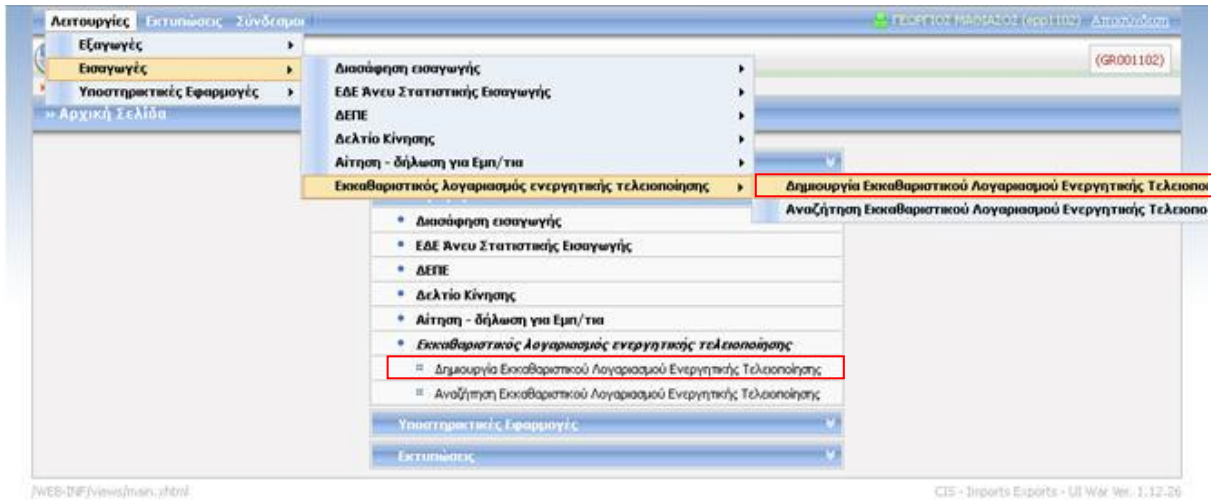 Λειτουργίες Εκτυπώσεις Σύνδεσμοι
ΓΕΩΡΓΙΟΣ (epp1102) Αποσύνδεση
Εξαγωγές
Εισαγωγές
Υποστηρικτικές Εφαρμογές
(GR001102)
» Αρχική Σελίδα
Διασάφηση εισαγωγής
ΕΔΕ Άνευ Στατιστικής Εισαγωγής
ΔΕΠΕ
Δελτίο Κίνησης
Αίτηση - δήλωση για Εμπ/τια
Εκκαθαριστικός λογαριασμός ενεργητικής τελειοποίησης
Δημιουργία Εκκαθαριστικού Λογαριασμού Ενεργητικής Τελειοπο
Αναζήτηση Εκκαθαριστικού Λογαριασμού Ενεργητικής Τελειοπο
Διασάφηση εισαγωγής
ΕΔΕ Άνευ Στατιστικής Εισαγωγής
ΔΕΠΕ
Δελτίο Κίνησης
Αίτηση - δήλωση για Εμπ/τια
Εκκαθαριστικός λογαριασμός ενεργητικής τελειοποίησης
Δημιουργία Εκκαθαριστικού Λογαριασμού Ενεργητικής Τελειοποίησης
Αναζήτηση Εκκαθαριστικού Λογαριασμού Ενεργητικής Τελειοποίησης
Υποστηρικτικές Εφαρμογές
Εκτυπώσεις
/WEB-INF/views/main.xhtml
CIS - Imports Exports - UI War Ver. 1.12-26